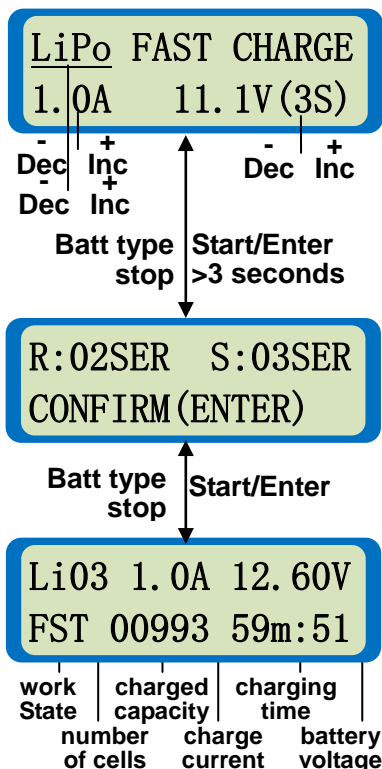 LiPo FAST CHARGE
1.0A 11.1V(3S)
- +
Dec Inc
- +
Dec Inc
- +
Dec Inc
Batt type stop
Start/Enter >3 seconds
R:02SER S:03SER
CONFIRM(ENTER)
Batt type stop
Start/Enter
Li03 1.0A 12.60V
FST 00993 59m:51
work State
charged capacity
charging time
number of cells
charge current
battery voltage